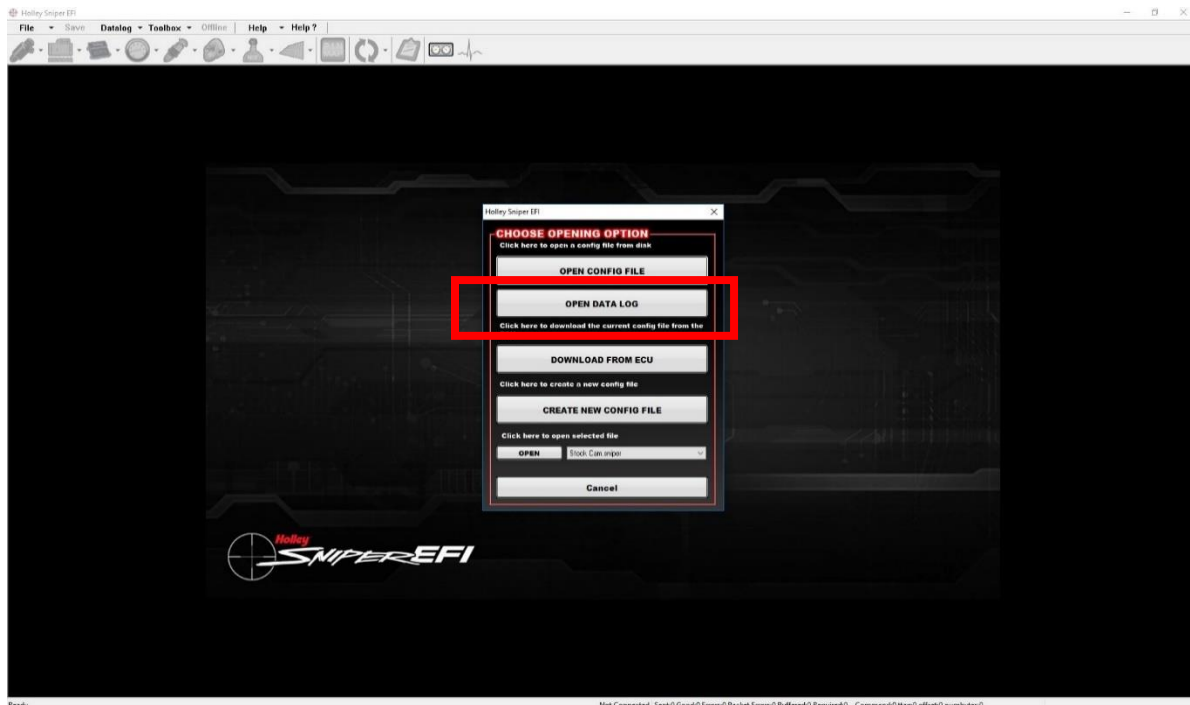 Holley Sniper EFI
File Save Datalog Toolbox Offline Help Help ?
Holley Sniper EFI
CHOOSE OPENING OPTION
Click here to open a config file from disk
OPEN CONFIG FILE
OPEN DATA LOG
Click here to download the current config file from the
DOWNLOAD FROM ECU
Click here to create a new config file
CREATE NEW CONFIG FILE
Click here to open selected file
OPEN Stock Cam.sniper
Cancel
Holley
SNIPER EFI
Ready
Not Connected